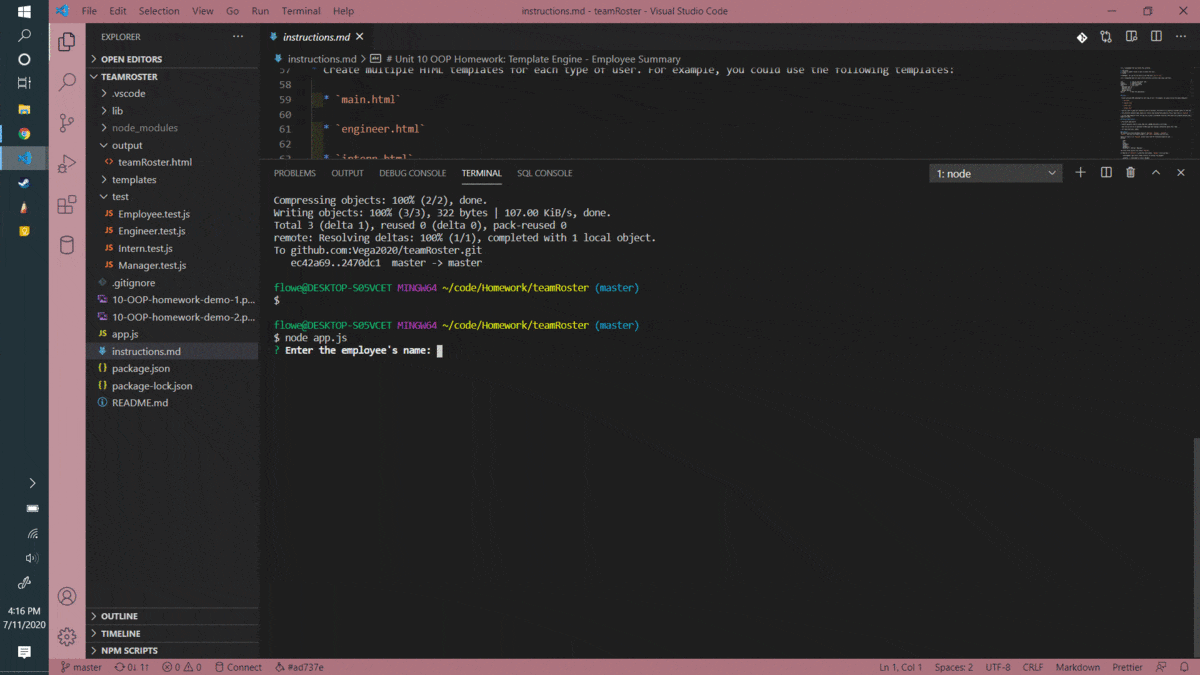 File Edit Selection View Go Run Terminal Help
instructions.md - teamRoster - Visual Studio Code
EXPLORER
OPEN EDITORS
TEAMROSTER
.vscode
lib
node_modules
output
teamRoster.html
templates
test
JS Employee.test.js
JS Engineer.test.js
JS Intern.test.js
JS Manager.test.js
.gitignore
10-OOP-homework-demo-1.p...
10-OOP-homework-demo-2.p...
JS app.js
instructions.md
{} package.json
{} package-lock.json
README.md
OUTLINE
TIMELINE
NPM SCRIPTS
instructions.md
instructions.md > # Unit 10 OOP Homework: Template Engine - Employee Summary
57 * Create multiple HTML templates for each type of user. For example, you could use the following templates:
58
59 * `main.html`
60
61 * `engineer.html`
62
63 * `intern.html`
PROBLEMS OUTPUT DEBUG CONSOLE TERMINAL SQL CONSOLE
1: node
Compressing objects: 100% (2/2), done.
Writing objects: 100% (3/3), 322 bytes | 107.00 KiB/s, done.
Total 3 (delta 1), reused 0 (delta 0), pack-reused 0
remote: Resolving deltas: 100% (1/1), completed with 1 local object.
To github.com:Vega2020/teamRoster.git
ec42a69..2470dc1 master -> master
flowe@DESKTOP-S05VCET MINGW64 ~/code/Homework/teamRoster (master)
$
flowe@DESKTOP-S05VCET MINGW64 ~/code/Homework/teamRoster (master)
$ node app.js
? Enter the employee's name:
4:16 PM
7/11/2020
master 0↓ 1↑ 0 0 Connect #ad737e
Ln 1, Col 1 Spaces: 2 UTF-8 CRLF Markdown Prettier